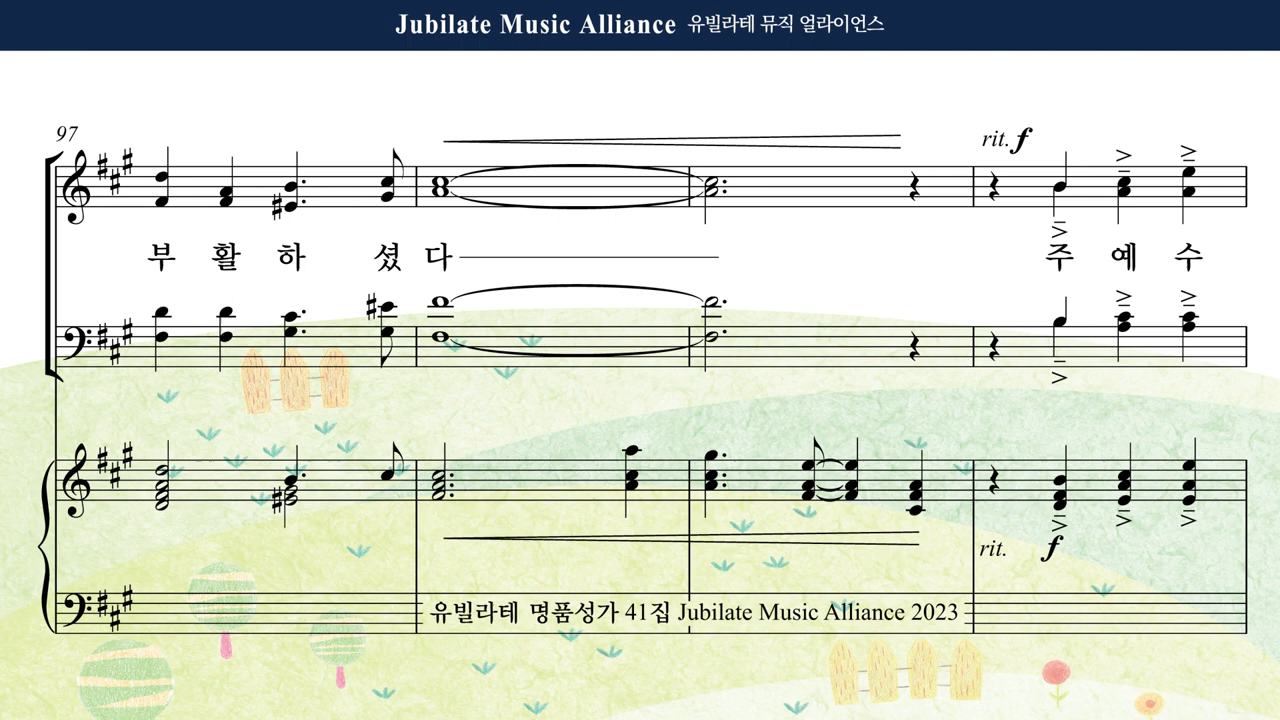 Jubilate Music Alliance 유빌라테 뮤직 얼라이언스
97
rit. f
부 활 하 셨 다 주 예 수
rit. f
유빌라테 명품성가 41집 Jubilate Music Alliance 2023